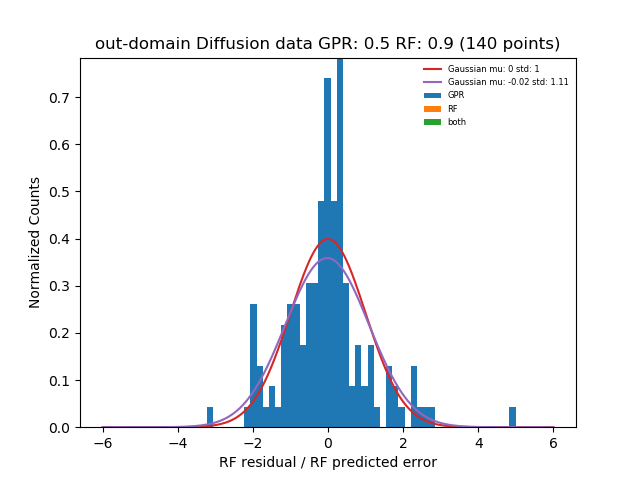 out-domain Diffusion data GPR: 0.5 RF: 0.9 (140 points)
Gaussian mu: 0 std: 1
Gaussian mu: -0.02 std: 1.11
GPR
RF
both
Normalized Counts
0.7
0.6
0.5
0.4
0.3
0.2
0.1
0.0
−6 −4 −2 0 2 4 6
RF residual / RF predicted error